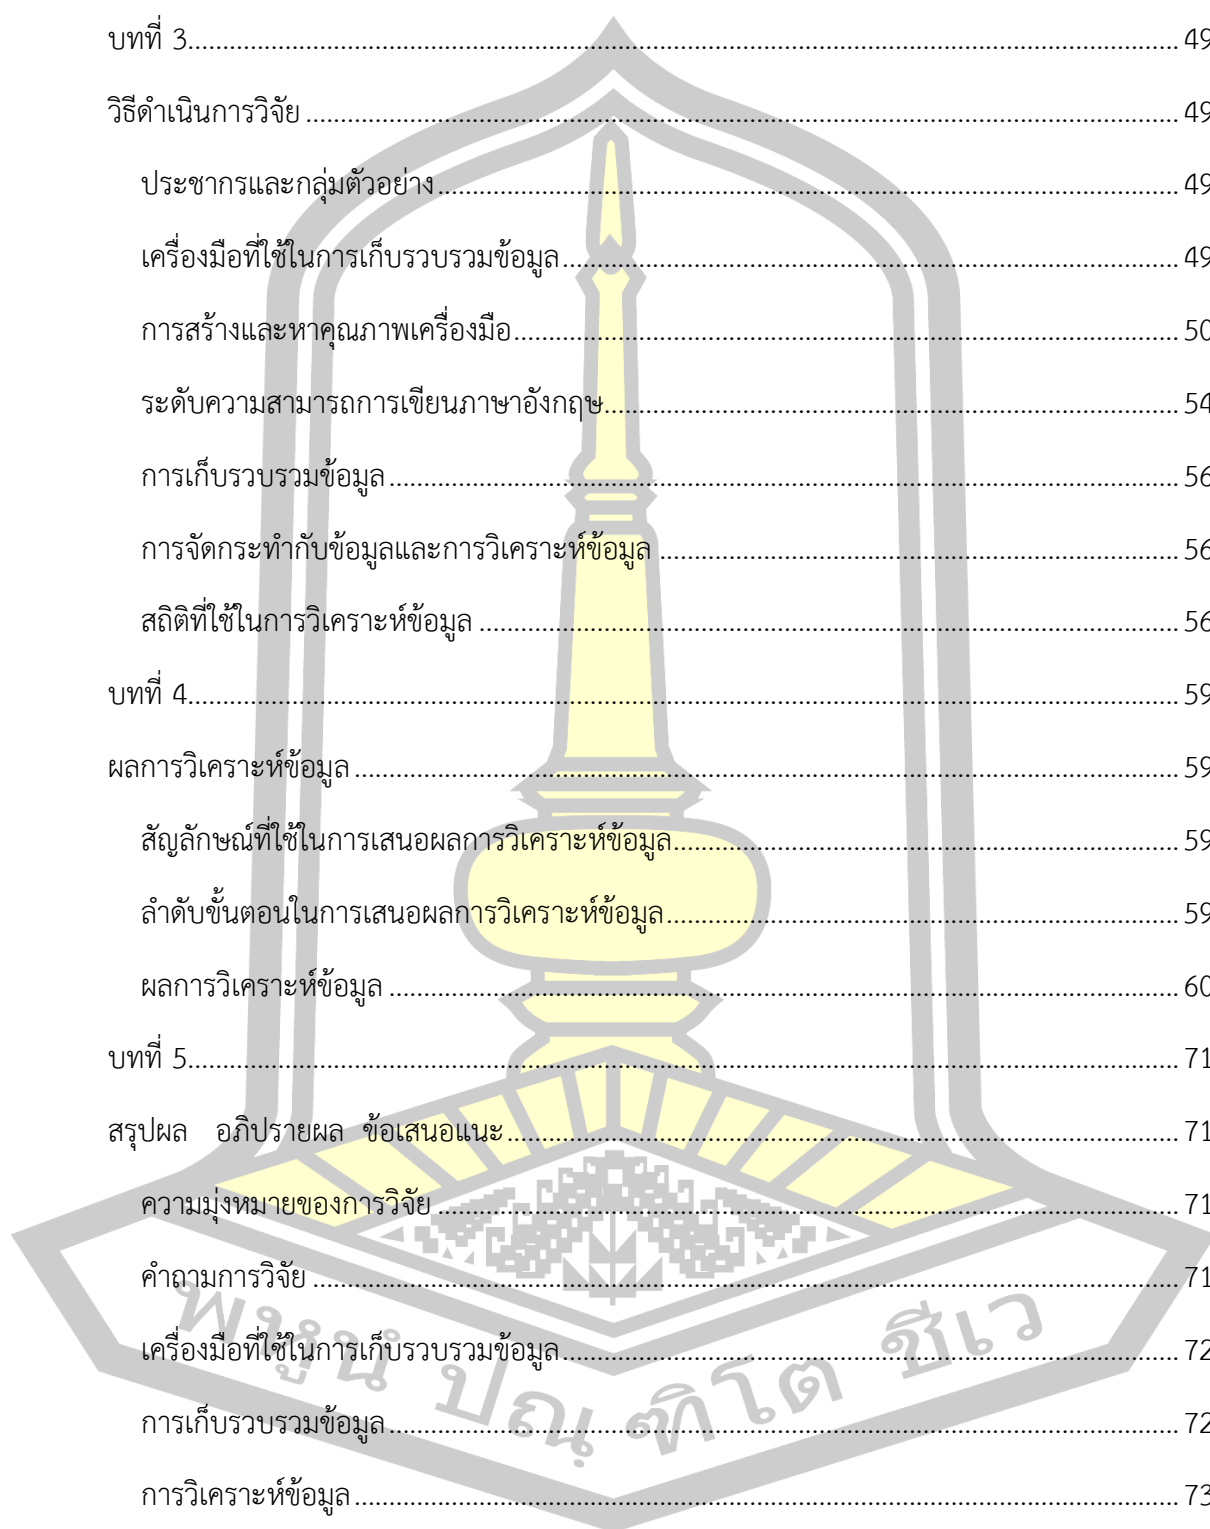 บทที่ 3 49
วิธีดำเนินการวิจัย 49
ประชากรและกลุ่มตัวอย่าง 49
เครื่องมือที่ใช้ในการเก็บรวบรวมข้อมูล 49
การสร้างและหาคุณภาพเครื่องมือ 50
ระดับความสามารถการเขียนภาษาอังกฤษ 54
การเก็บรวบรวมข้อมูล 56
การจัดกระทำกับข้อมูลและการวิเคราะห์ข้อมูล 56
สถิติที่ใช้ในการวิเคราะห์ข้อมูล 56
บทที่ 4 59
ผลการวิเคราะห์ข้อมูล 59
สัญลักษณ์ที่ใช้ในการเสนอผลการวิเคราะห์ข้อมูล 59
ลำดับขั้นตอนในการเสนอผลการวิเคราะห์ข้อมูล 59
ผลการวิเคราะห์ข้อมูล 60
บทที่ 5 71
สรุปผล อภิปรายผล ข้อเสนอแนะ 71
ความมุ่งหมายของการวิจัย 71
คำถามการวิจัย 71
เครื่องมือที่ใช้ในการเก็บรวบรวมข้อมูล 72
การเก็บรวบรวมข้อมูล 72
การวิเคราะห์ข้อมูล 73
พหูนํ ปณฺฑิโต ชีเว